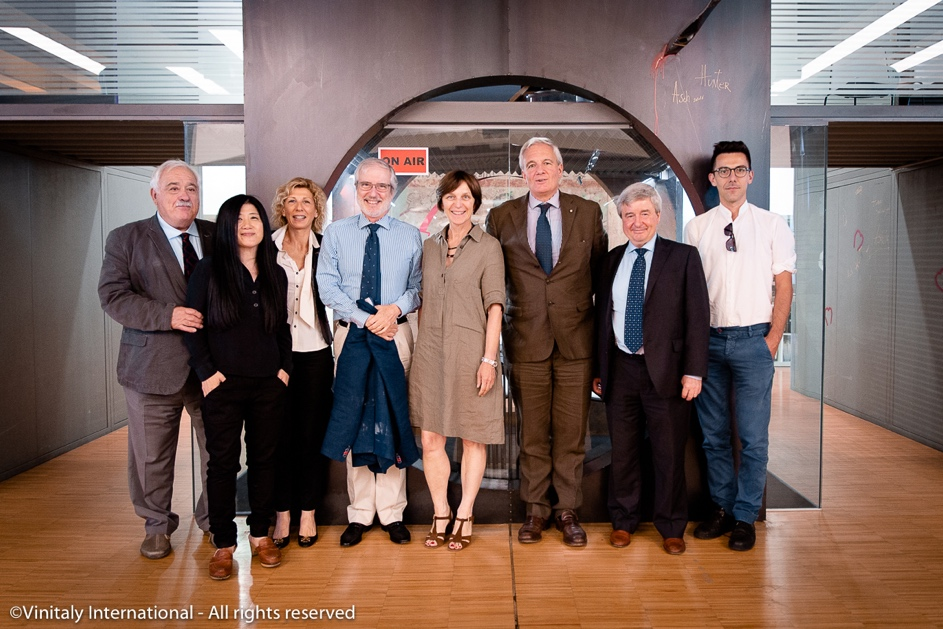 HUNTER
ON AIR
©Vinitaly International - All rights reserved